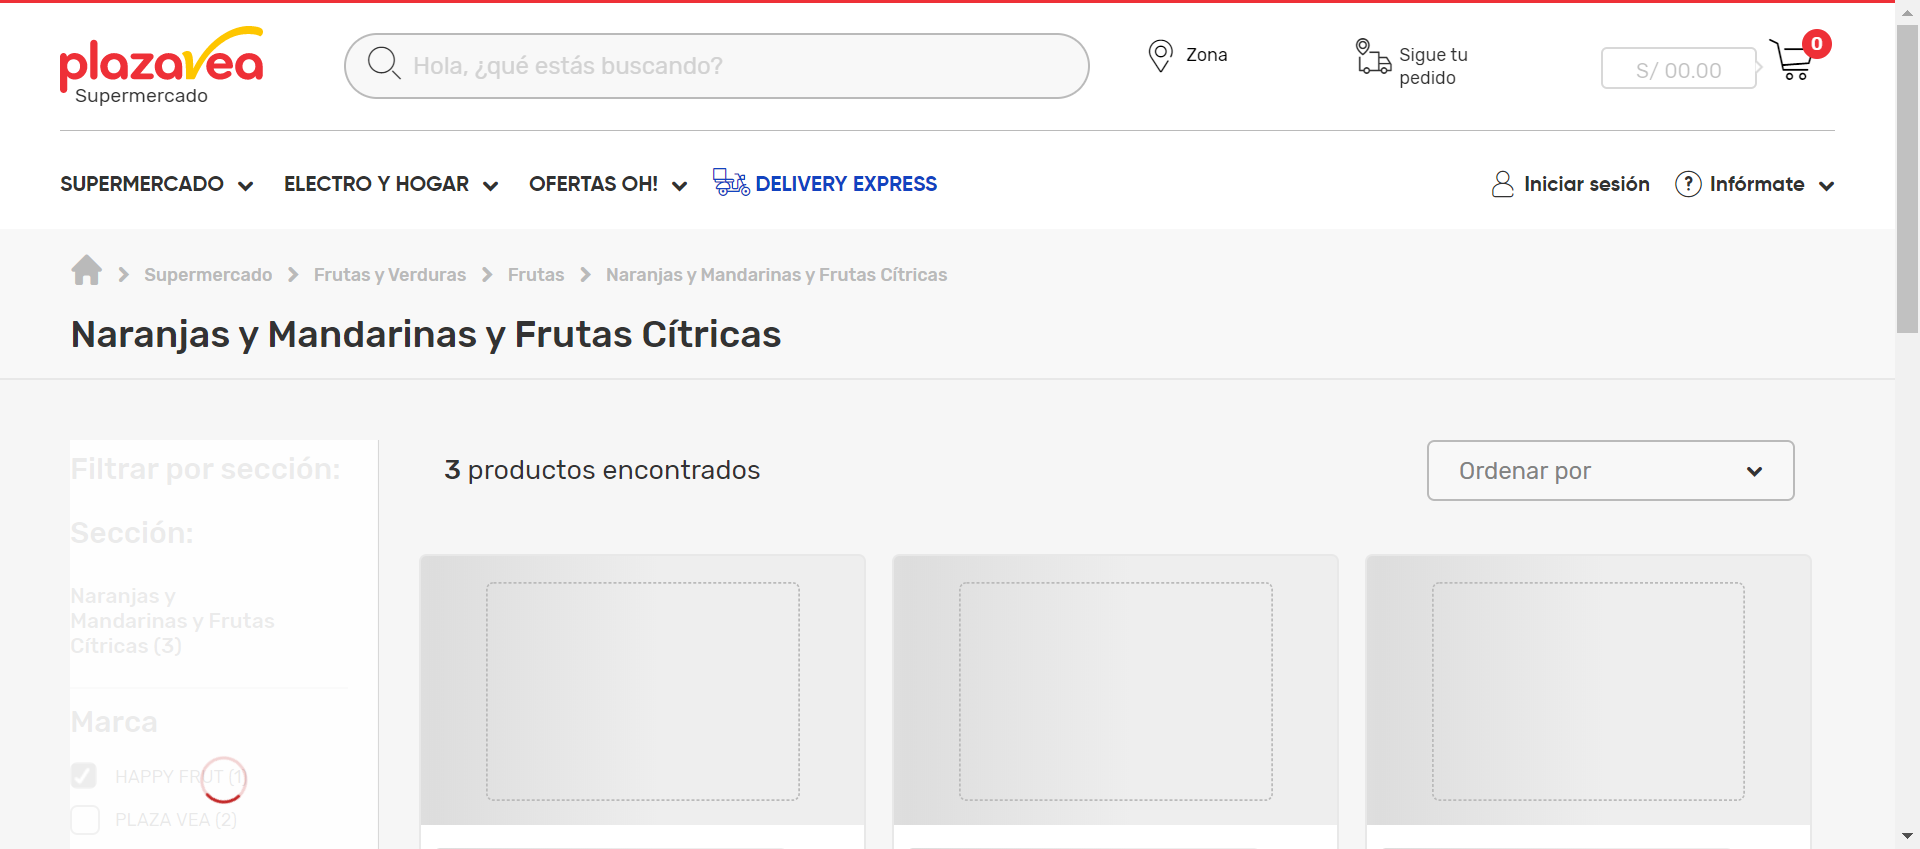 plazavea
Supermercado
Hola, ¿qué estás buscando?
Zona
Sigue tu
pedido
S/ 00.00
0
SUPERMERCADO
ELECTRO Y HOGAR
OFERTAS OH!
DELIVERY EXPRESS
Iniciar sesión
?
Infórmate
Supermercado
Frutas y Verduras
Frutas
Naranjas y Mandarinas y Frutas Cítricas
Naranjas y Mandarinas y Frutas Cítricas
Filtrar por sección:
3 productos encontrados
Ordenar por
Sección:
Naranjas y
Mandarinas y Frutas
Cítricas (3)
Marca
HAPPY FRUT (1)
PLAZA VEA (2)